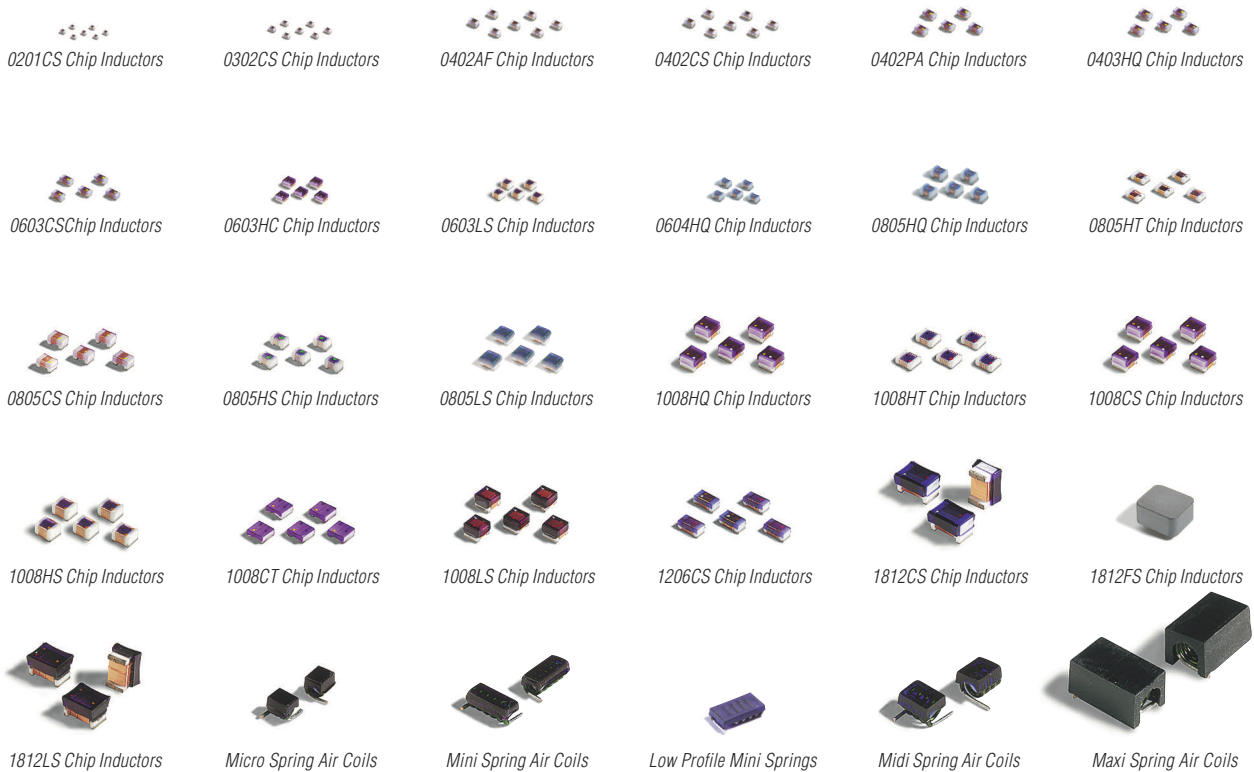 0201CS Chip Inductors
0302CS Chip Inductors
0402AF Chip Inductors
0402CS Chip Inductors
0402PA Chip Inductors
0403HQ Chip Inductors
0603CSChip Inductors
0603HC Chip Inductors
0603LS Chip Inductors
0604HQ Chip Inductors
0805HQ Chip Inductors
0805HT Chip Inductors
0805CS Chip Inductors
0805HS Chip Inductors
0805LS Chip Inductors
1008HQ Chip Inductors
1008HT Chip Inductors
1008CS Chip Inductors
1008HS Chip Inductors
1008CT Chip Inductors
1008LS Chip Inductors
1206CS Chip Inductors
1812CS Chip Inductors
1812FS Chip Inductors
1812LS Chip Inductors
Micro Spring Air Coils
Mini Spring Air Coils
Low Profile Mini Springs
Midi Spring Air Coils
Maxi Spring Air Coils